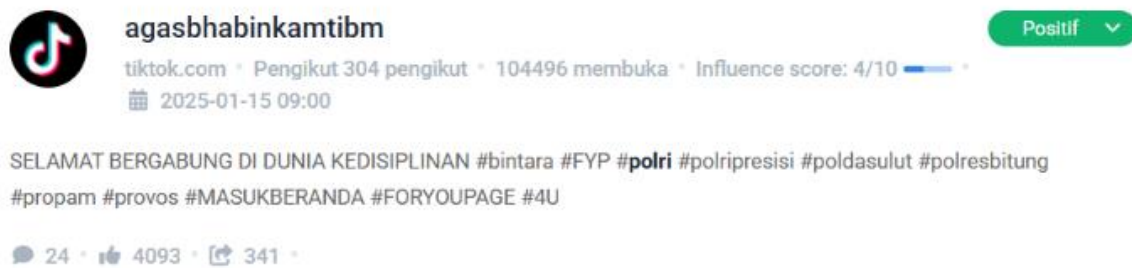 agasbhabinkamtibm
Positif
tiktok.com • Pengikut 304 pengikut • 104496 membuka • Influence score: 4/10
2025-01-15 09:00
SELAMAT BERGABUNG DI DUNIA KEDISIPLINAN #bintara #FYP #polri #polripresisi #poldasulut #polresbitung
#propam #provos #MASUKBERANDA #FORYOUPAGE #4U
24 • 4093 • 341 •